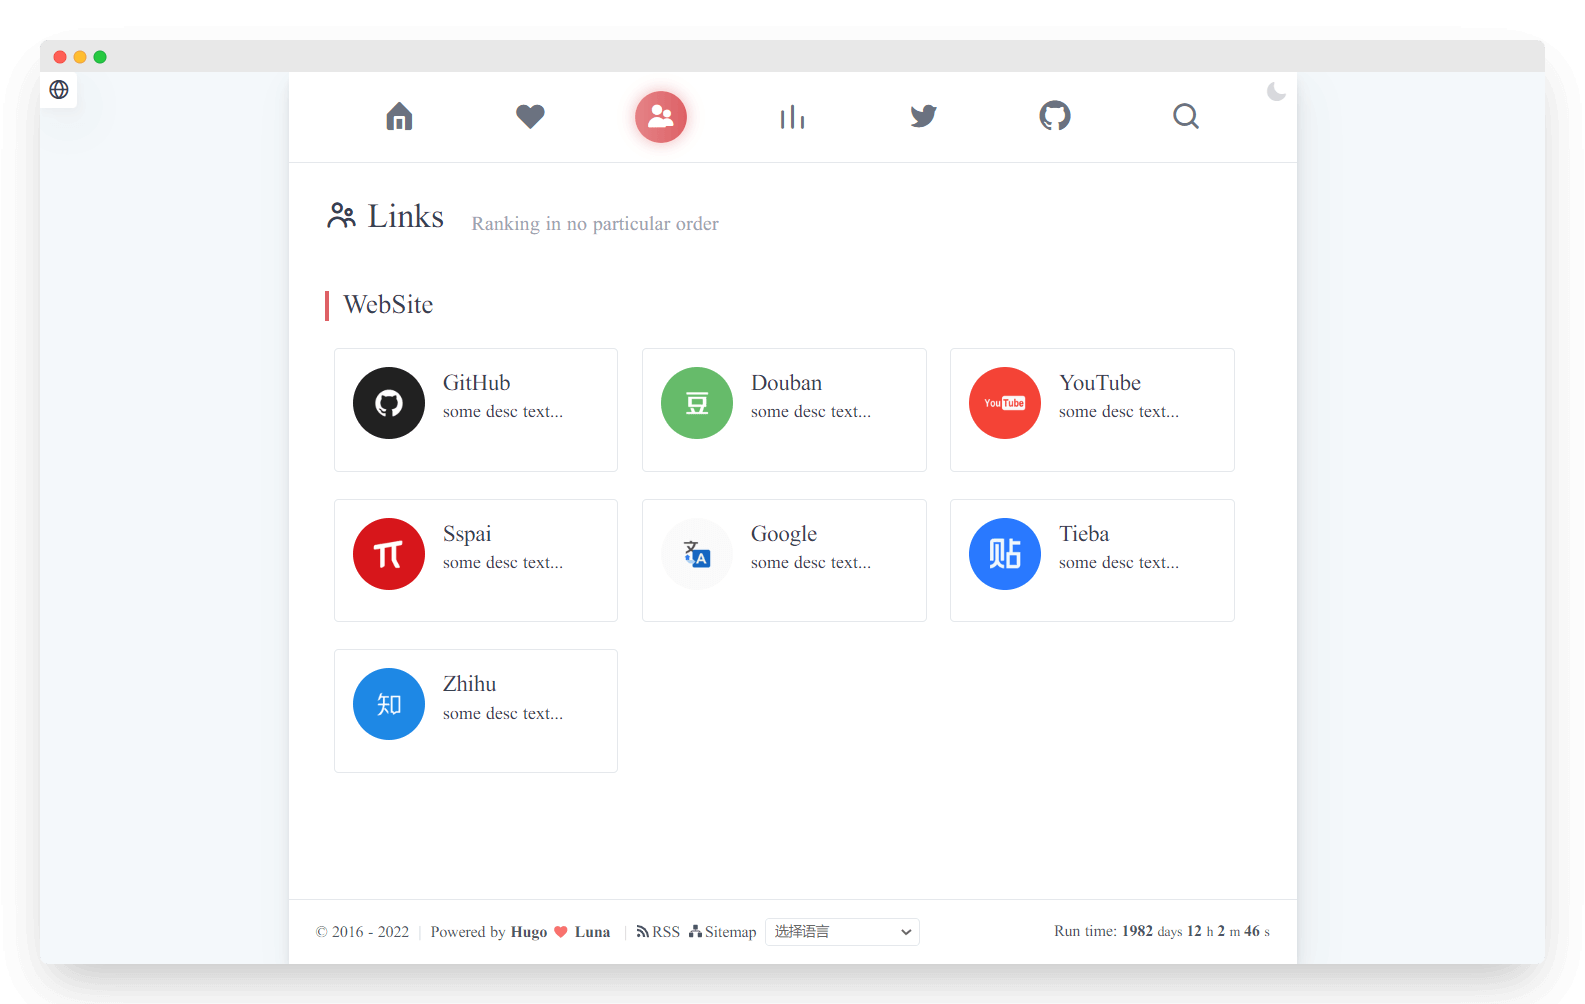 Links Ranking in no particular order
WebSite
GitHub
some desc text...
豆
Douban
some desc text...
YouTube
YouTube
some desc text...
Sspai
some desc text...
文A
Google
some desc text...
贴
Tieba
some desc text...
知
Zhihu
some desc text...
© 2016 - 2022 | Powered by Hugo ❤ Luna | RSS Sitemap 选择语言 Run time: 1982 days 12 h 2 m 46 s